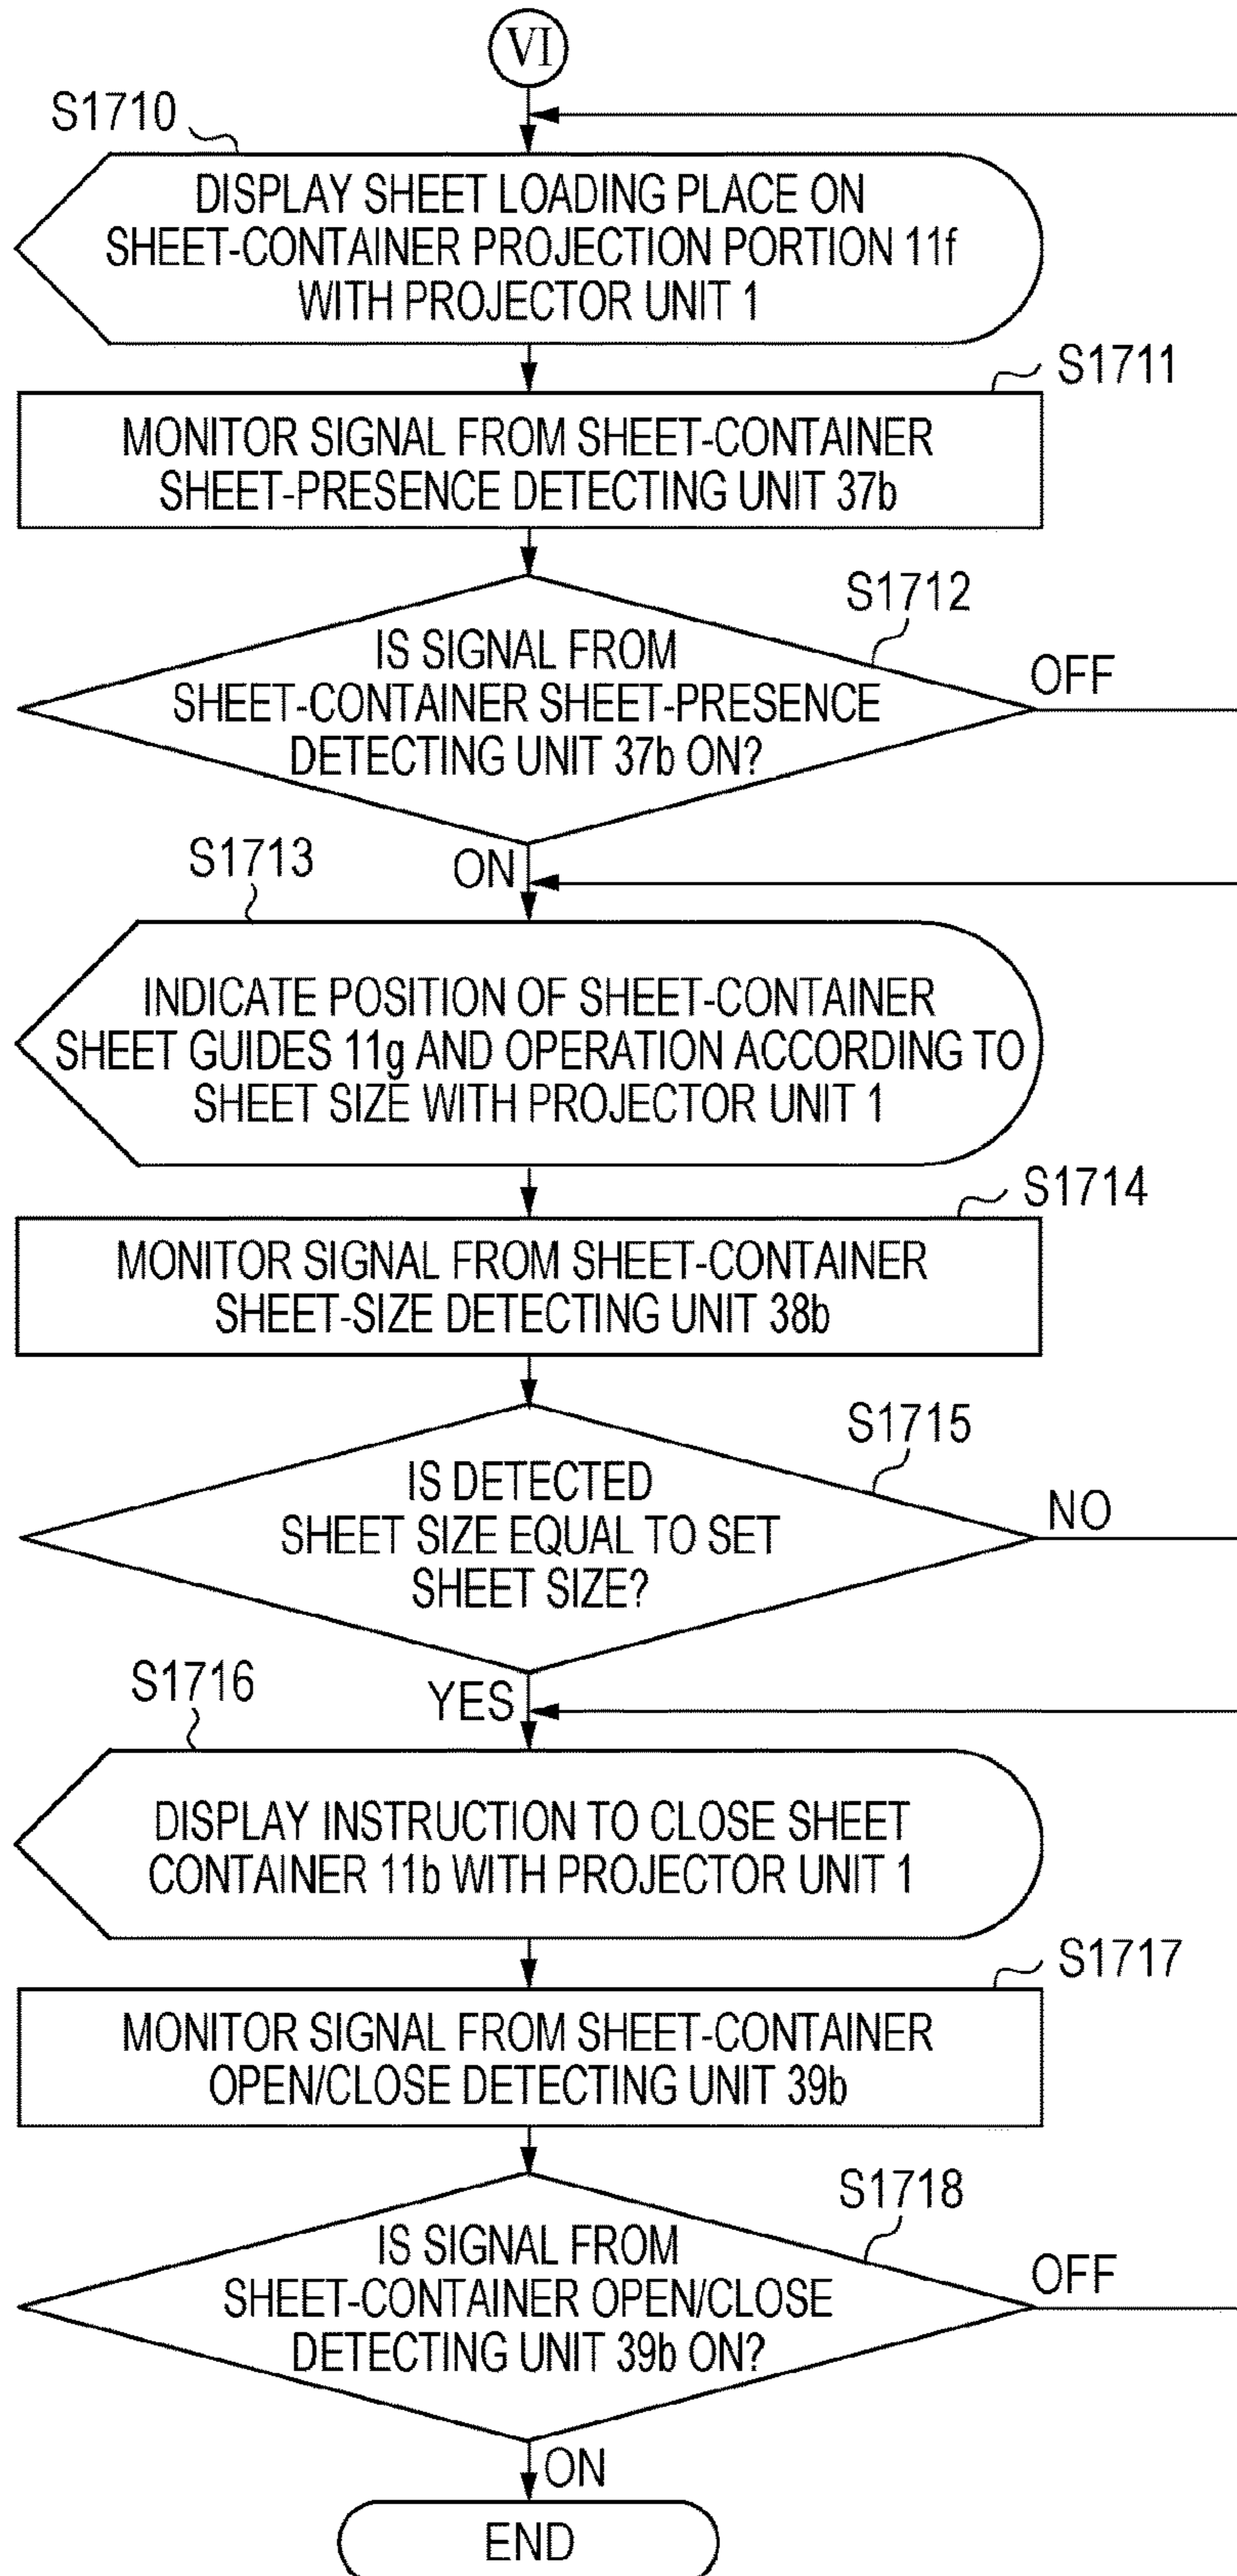 VI
S1710
DISPLAY SHEET LOADING PLACE ON
SHEET-CONTAINER PROJECTION PORTION 11f
WITH PROJECTOR UNIT 1
S1711
MONITOR SIGNAL FROM SHEET-CONTAINER
SHEET-PRESENCE DETECTING UNIT 37b
S1712
IS SIGNAL FROM
SHEET-CONTAINER SHEET-PRESENCE
DETECTING UNIT 37b ON?
OFF
ON
S1713
INDICATE POSITION OF SHEET-CONTAINER
SHEET GUIDES 11g AND OPERATION ACCORDING TO
SHEET SIZE WITH PROJECTOR UNIT 1
S1714
MONITOR SIGNAL FROM SHEET-CONTAINER
SHEET-SIZE DETECTING UNIT 38b
S1715
IS DETECTED
SHEET SIZE EQUAL TO SET
SHEET SIZE?
NO
YES
S1716
DISPLAY INSTRUCTION TO CLOSE SHEET
CONTAINER 11b WITH PROJECTOR UNIT 1
S1717
MONITOR SIGNAL FROM SHEET-CONTAINER
OPEN/CLOSE DETECTING UNIT 39b
S1718
IS SIGNAL FROM
SHEET-CONTAINER OPEN/CLOSE
DETECTING UNIT 39b ON?
OFF
ON
END